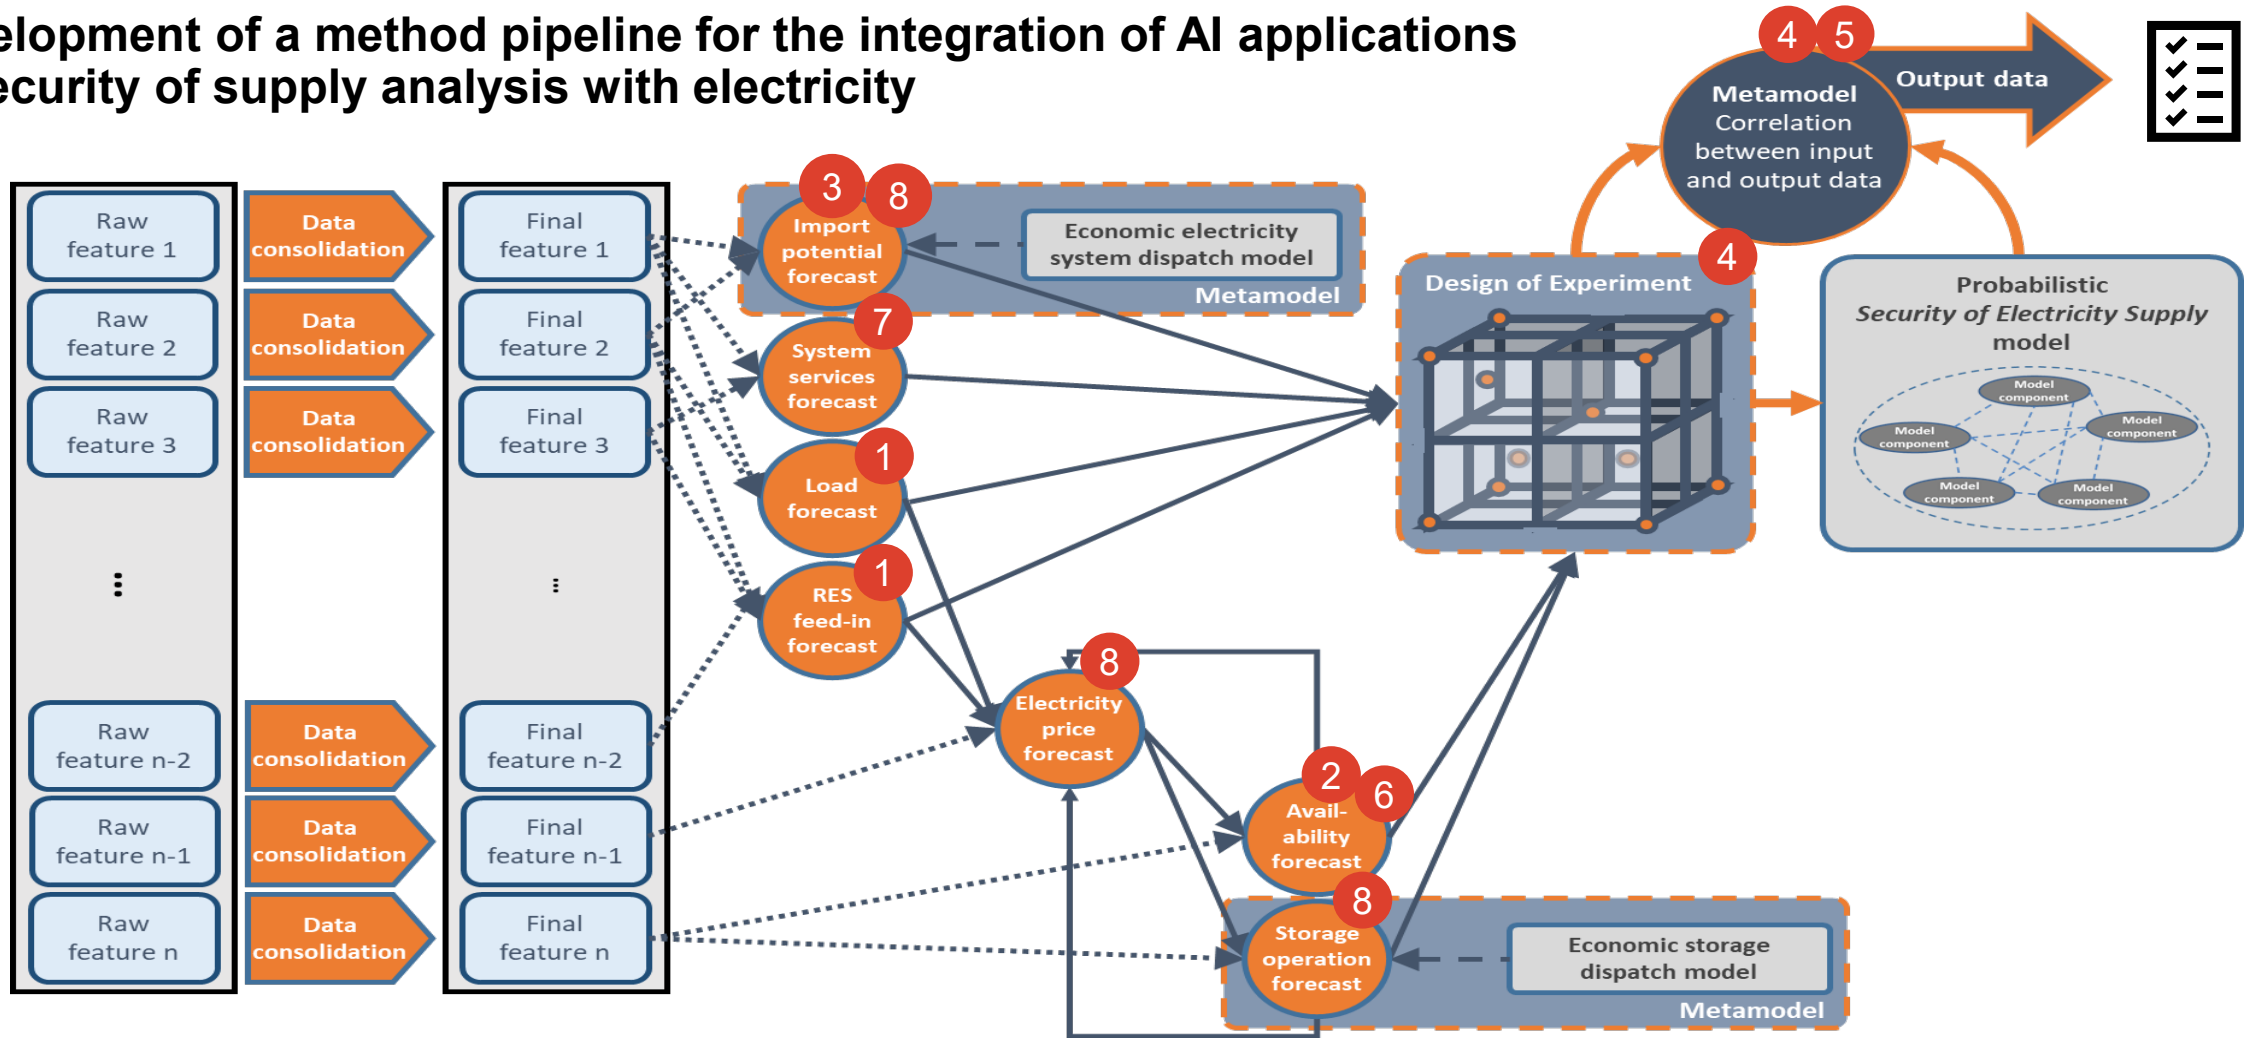 elopment of a method pipeline for the integration of AI applications
ecurity of supply analysis with electricity
4
5
Output data
Metamodel
Correlation
between input
and output data
Raw
feature 1
Data
consolidation
Final
feature 1
Raw
feature 2
Data
consolidation
Final
feature 2
Raw
feature 3
Data
consolidation
Final
feature 3
...
...
Raw
feature n-2
Data
consolidation
Final
feature n-2
Raw
feature n-1
Data
consolidation
Final
feature n-1
Raw
feature n
Data
consolidation
Final
feature n
3
8
Import
potential
forecast
Economic electricity
system dispatch model
Metamodel
7
System
services
forecast
1
Load
forecast
1
RES
feed-in
forecast
8
Electricity
price
forecast
2
6
Avail-
ability
forecast
8
Storage
operation
forecast
Economic storage
dispatch model
Metamodel
4
Design of Experiment
Probabilistic
Security of Electricity Supply
model
Model
component
Model
component
Model
component
Model
component
Model
component